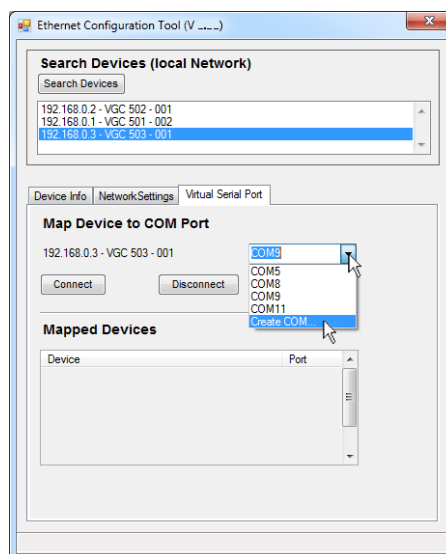 Ethernet Configuration Tool (V _.__)
Search Devices (local Network)
Search Devices
192.168.0.2 - VGC 502 - 001
192.168.0.1 - VGC 501 - 002
192.168.0.3 - VGC 503 - 001
Device Info NetworkSettings Virtual Serial Port
Map Device to COM Port
192.168.0.3 - VGC 503 - 001 COM9
COM5
Connect Disconnect COM8
COM9
COM11
Create COM...
Mapped Devices
Device Port